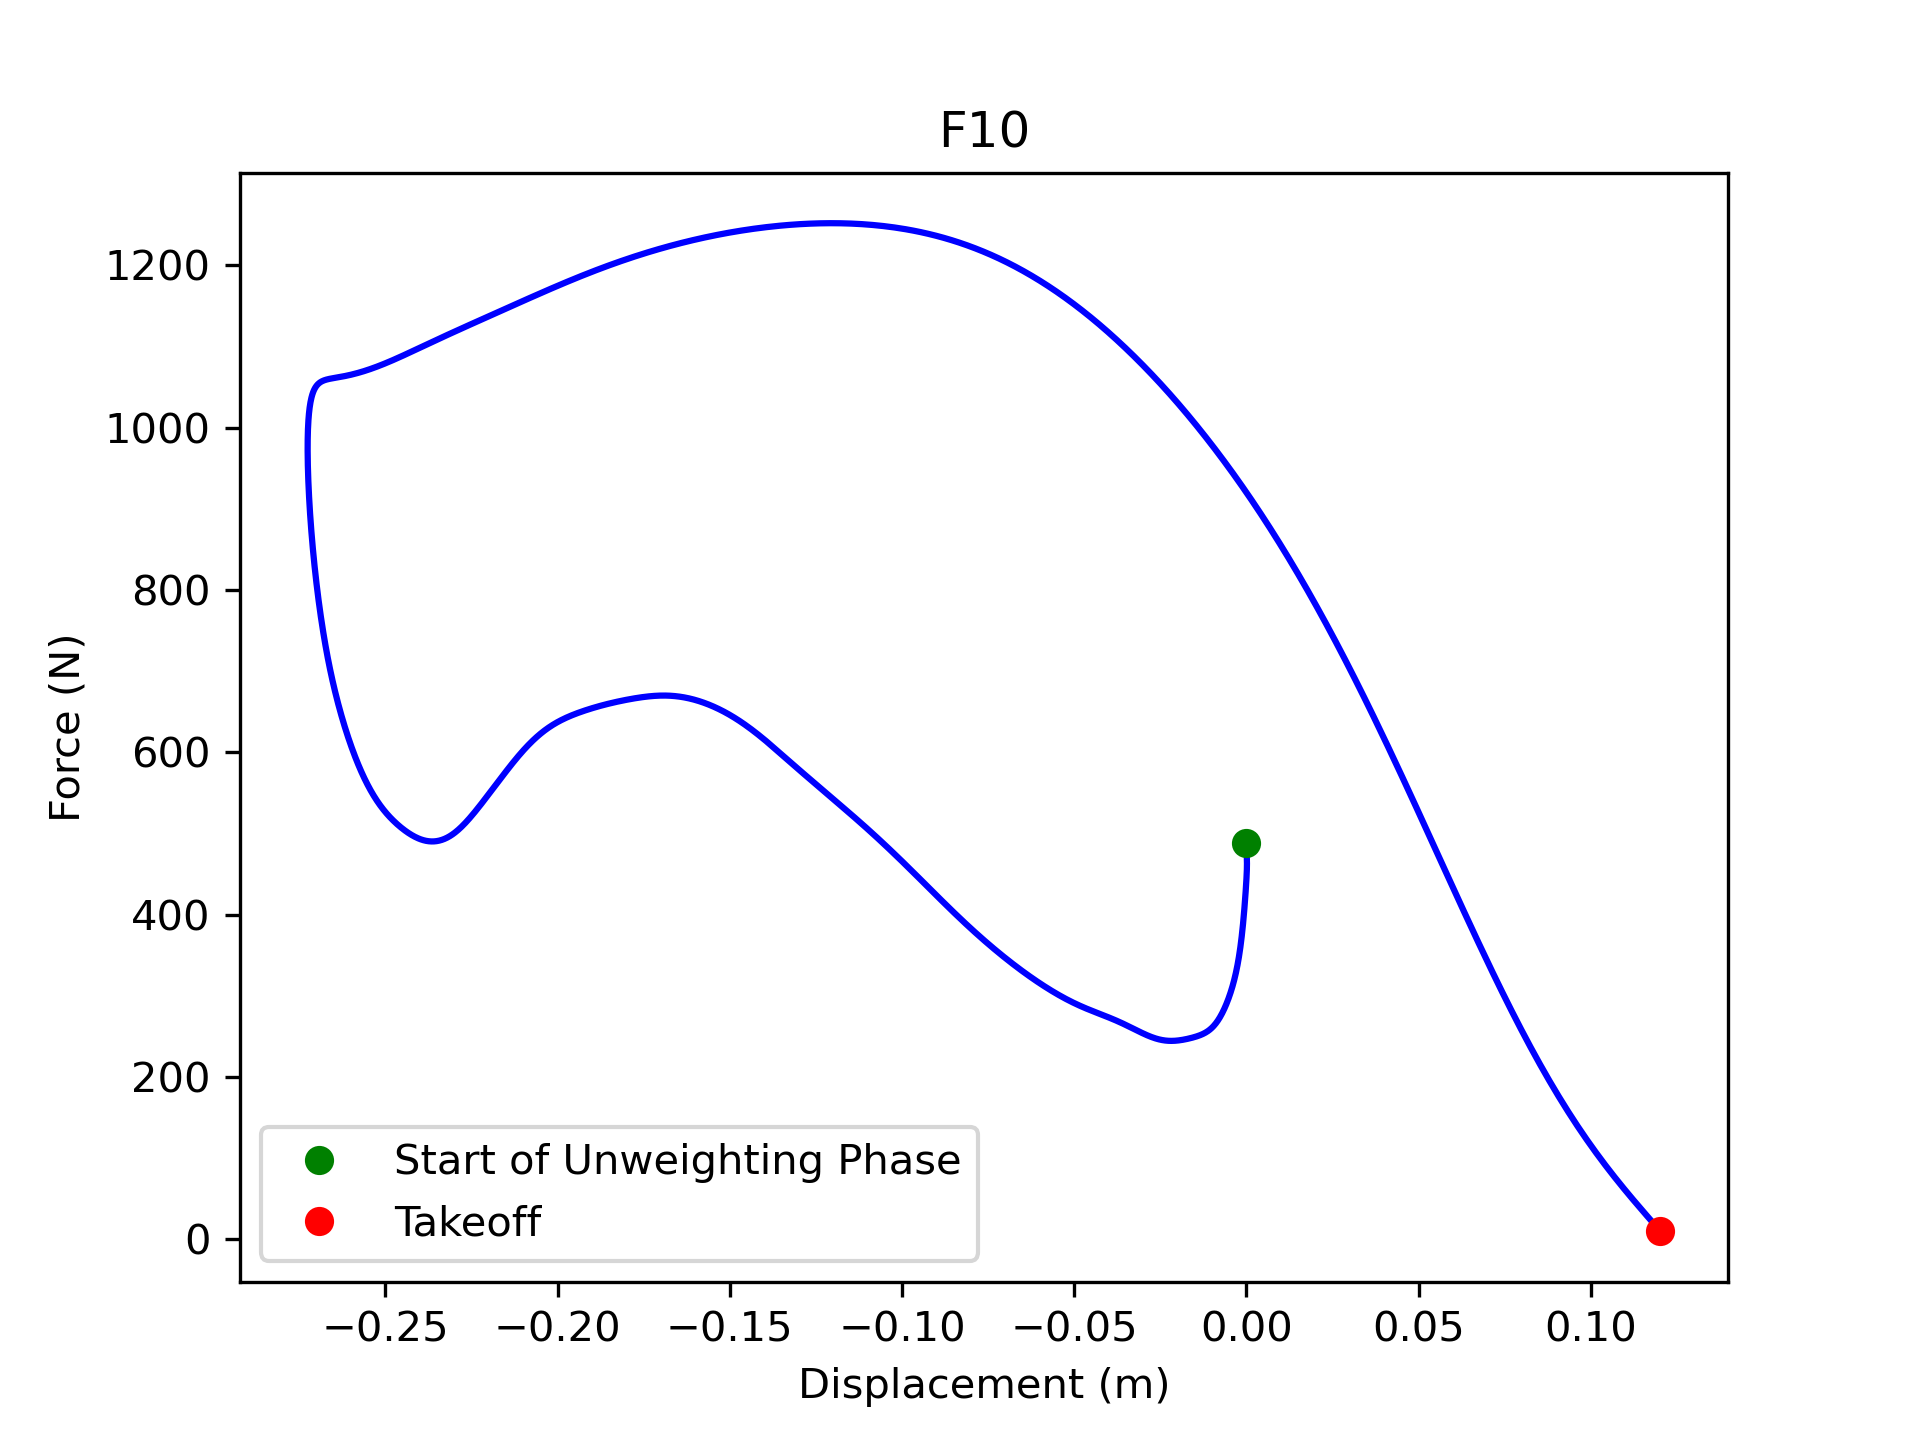 F10
Force (N)
1200
1000
800
600
400
200
0
Start of Unweighting Phase
Takeoff
−0.25 −0.20 −0.15 −0.10 −0.05 0.00 0.05 0.10
Displacement (m)